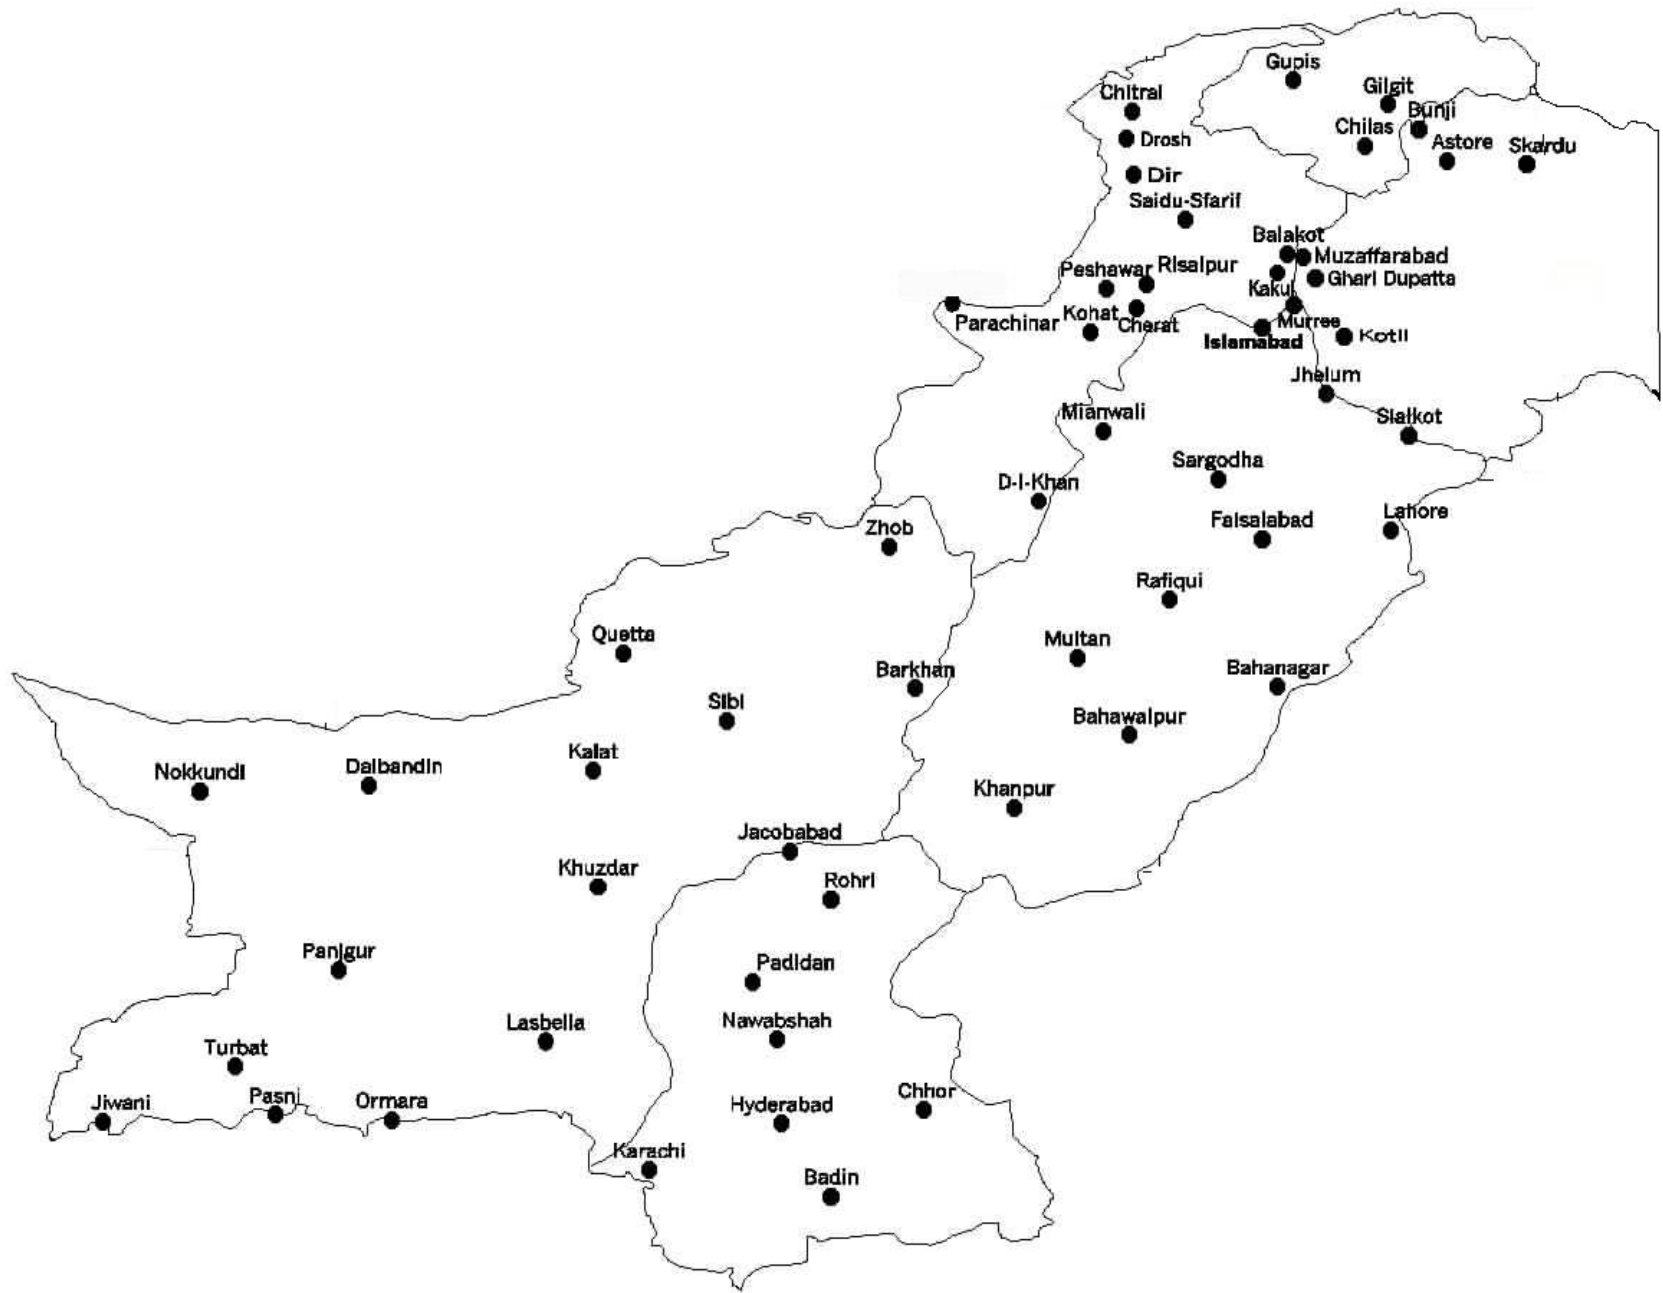 Gupis
Gilgit
Chitral
Bunji
Chilas
Drosh
Astore
Skardu
Dir
Saidu-Sfarif
Balakot
Muzaffarabad
Risalpur
Peshawar
Ghari Dupatta
Kakul
Kohat
Parachinar
Cherat
Murree
Kotli
Islamabad
Jhelum
Mianwali
Sialkot
Sargodha
D-I-Khan
Lahore
Faisalabad
Zhob
Rafiqui
Quetta
Multan
Barkhan
Bahanagar
Sibi
Bahawalpur
Kalat
Dalbandin
Nokkundi
Khanpur
Jacobabad
Khuzdar
Rohri
Panigur
Padidan
Nawabshah
Lasbella
Turbat
Chhor
Pasni
Ormara
Jiwani
Hyderabad
Karachi
Badin